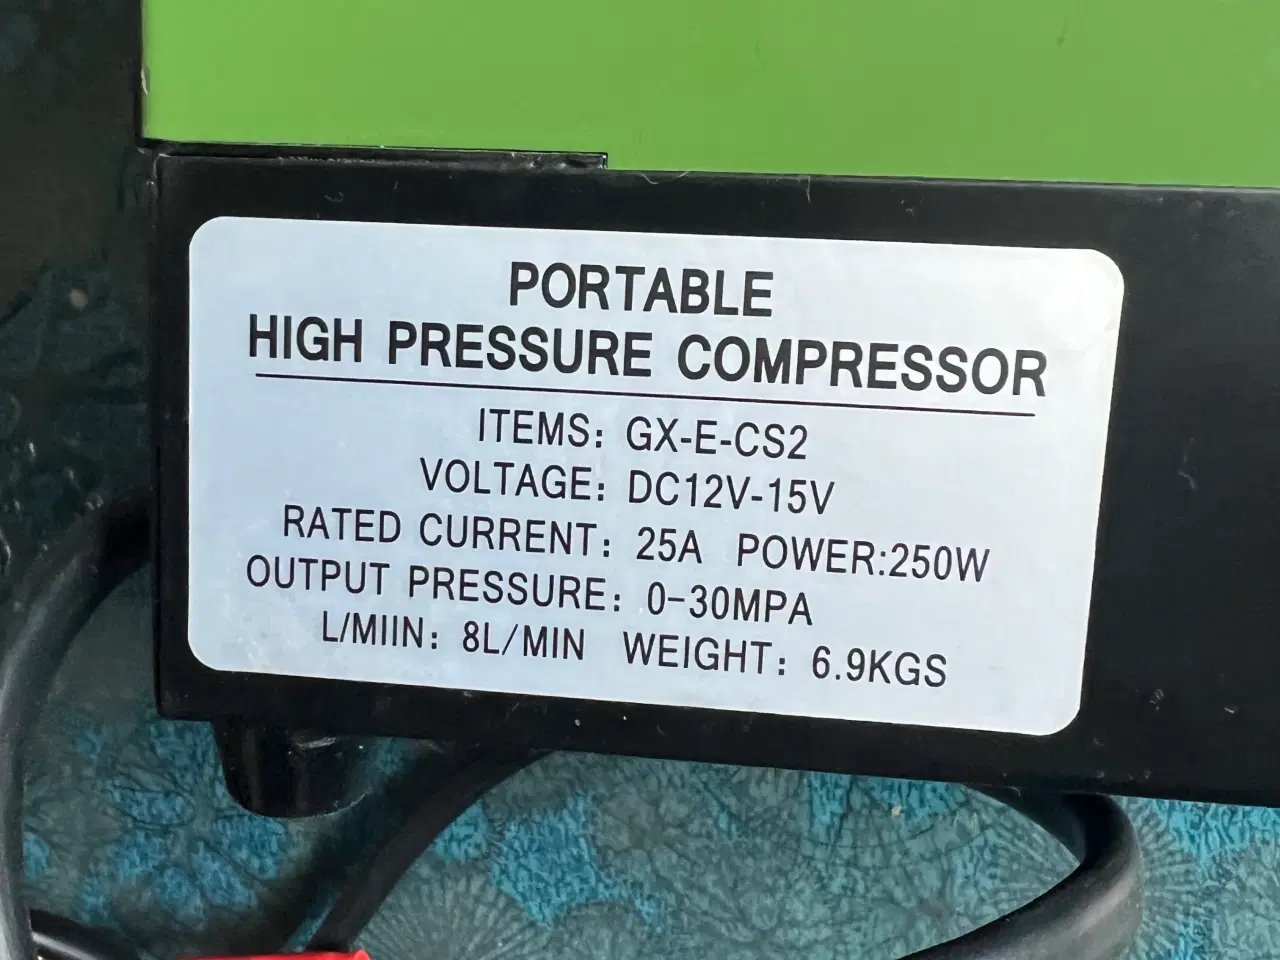 PORTABLE
HIGH PRESSURE COMPRESSOR
ITEMS: GX-E-CS2
VOLTAGE: DC12V-15V
RATED CURRENT: 25A POWER:250W
OUTPUT PRESSURE: 0-30MPA
L/MIIN: 8L/MIN WEIGHT: 6.9KGS